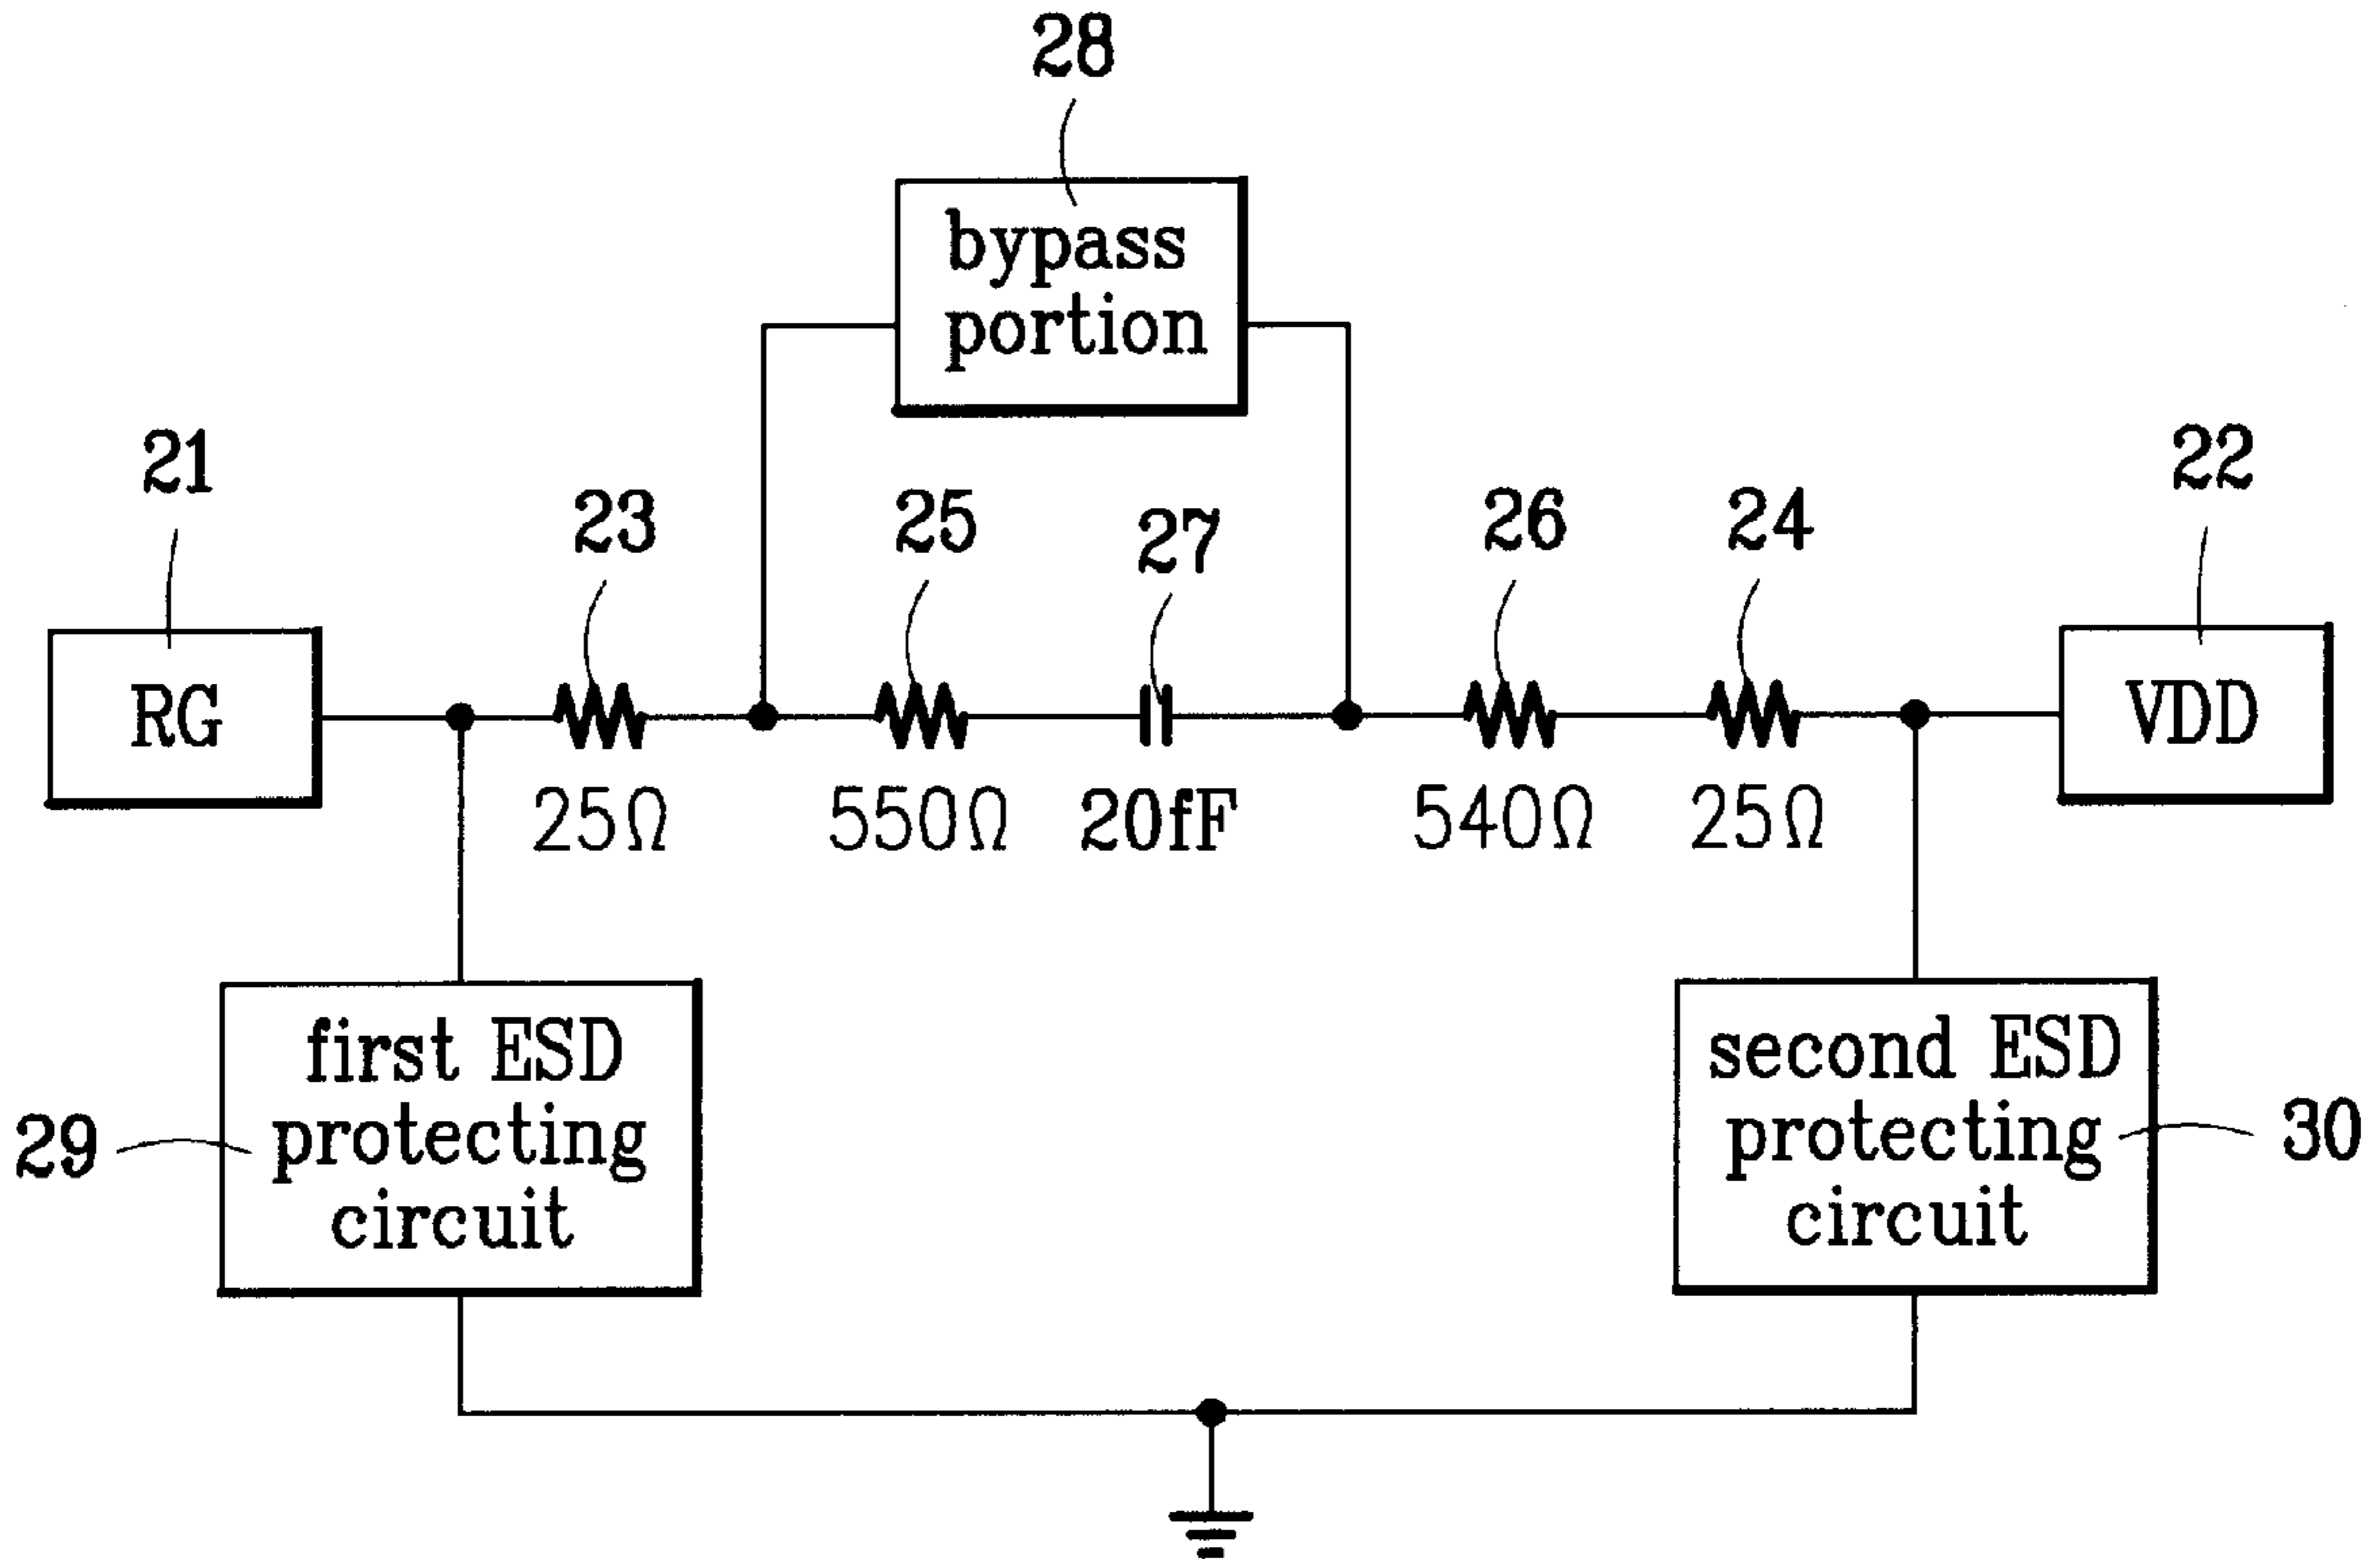 28
bypass
portion
21
22
23
25
27
26
24
RG
VDD
25Ω
550Ω
20fF
540Ω
25Ω
first ESD
protecting
circuit
29
second ESD
protecting
circuit
30